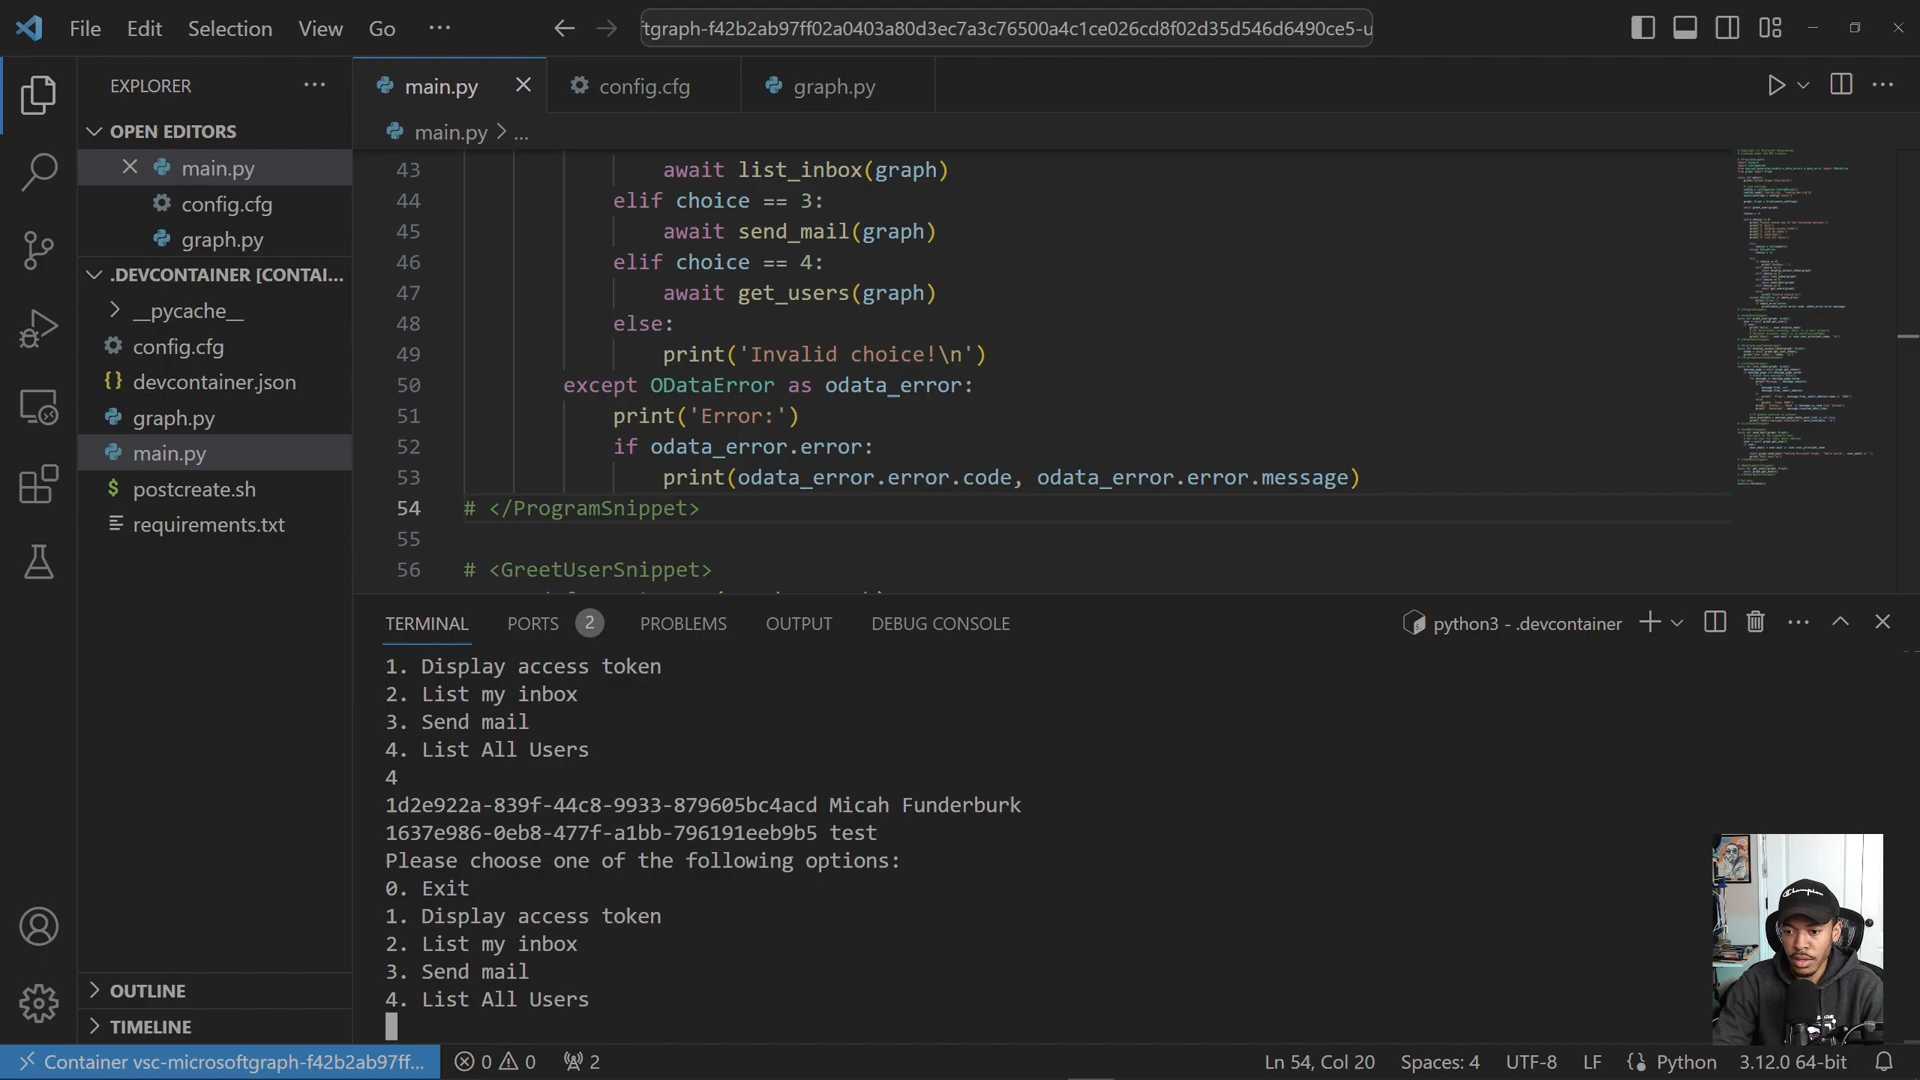 File Edit Selection View Go ...
tgraph-f42b2ab97ff02a0403a80d3ec7a3c76500a4c1ce026cd8f02d35d546d6490ce5-u
EXPLORER
OPEN EDITORS
main.py
config.cfg
graph.py
.DEVCONTAINER [CONTAI...
__pycache__
config.cfg
devcontainer.json
graph.py
main.py
postcreate.sh
requirements.txt
OUTLINE
TIMELINE
main.py config.cfg graph.py
main.py > ...
43 await list_inbox(graph)
44 elif choice == 3:
45 await send_mail(graph)
46 elif choice == 4:
47 await get_users(graph)
48 else:
49 print('Invalid choice!\n')
50 except ODataError as odata_error:
51 print('Error:')
52 if odata_error.error:
53 print(odata_error.error.code, odata_error.error.message)
54 # </ProgramSnippet>
55
56 # <GreetUserSnippet>
TERMINAL PORTS 2 PROBLEMS OUTPUT DEBUG CONSOLE python3 - .devcontainer
1. Display access token
2. List my inbox
3. Send mail
4. List All Users
4
1d2e922a-839f-44c8-9933-879605bc4acd Micah Funderburk
1637e986-0eb8-477f-a1bb-796191eeb9b5 test
Please choose one of the following options:
0. Exit
1. Display access token
2. List my inbox
3. Send mail
4. List All Users
Container vsc-microsoftgraph-f42b2ab97ff... 0 0 2 Ln 54, Col 20 Spaces: 4 UTF-8 LF Python 3.12.0 64-bit